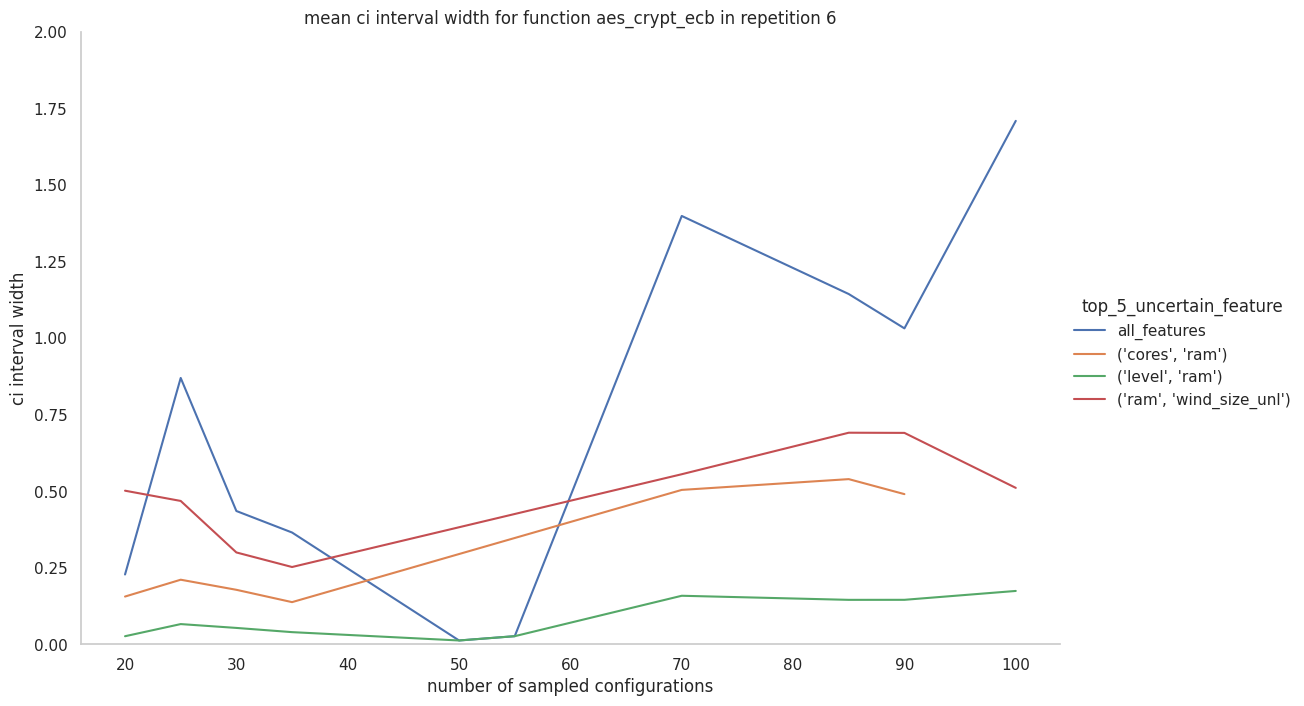 mean ci interval width for function aes_crypt_ecb in repetition 6
2.00
1.75
1.50
1.25
1.00
0.75
0.50
0.25
0.00
ci interval width
20 30 40 50 60 70 80 90 100
number of sampled configurations
top_5_uncertain_feature
all_features
('cores', 'ram')
('level', 'ram')
('ram', 'wind_size_unl')